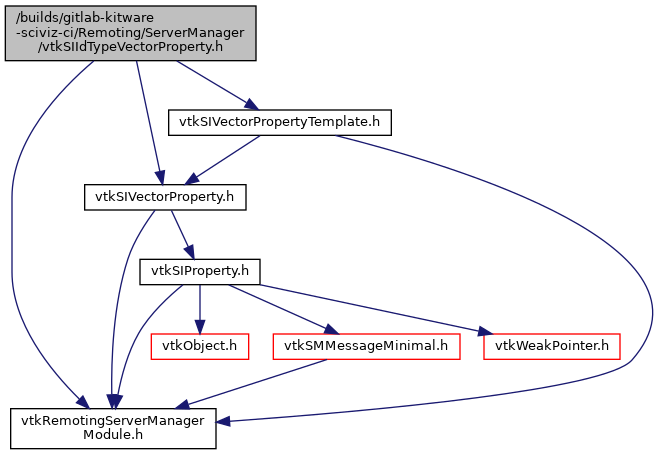 /builds/gitlab-kitware
-sciviz-ci/Remoting/ServerManager
/vtkSIIdTypeVectorProperty.h
vtkSIVectorPropertyTemplate.h
vtkSIVectorProperty.h
vtkSIProperty.h
vtkObject.h
vtkSMMessageMinimal.h
vtkWeakPointer.h
vtkRemotingServerManager
Module.h